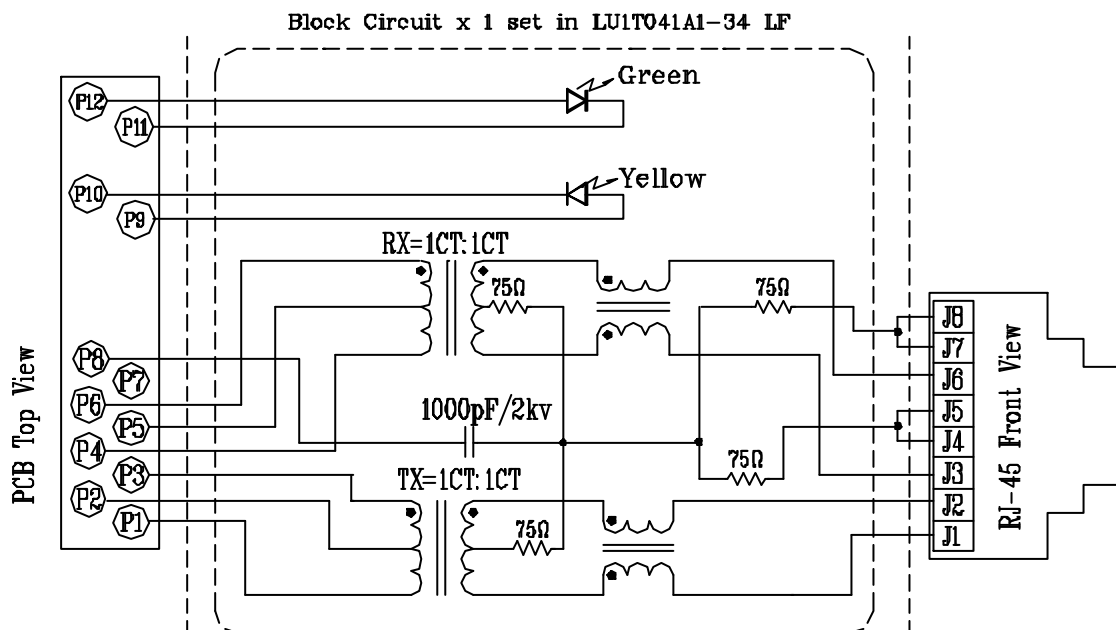 Block Circuit x 1 set in LU1T041A1-34 LF
Green
P12
P11
Yellow
P10
P9
RX=1CT:1CT
75Ω
75Ω
J8
J7
J6
J5
J4
J3
J2
J1
RJ-45 Front View
PCB Top View
P8
P7
P6
P5
P4
P3
P2
P1
1000pF/2kv
75Ω
TX=1CT:1CT
75Ω